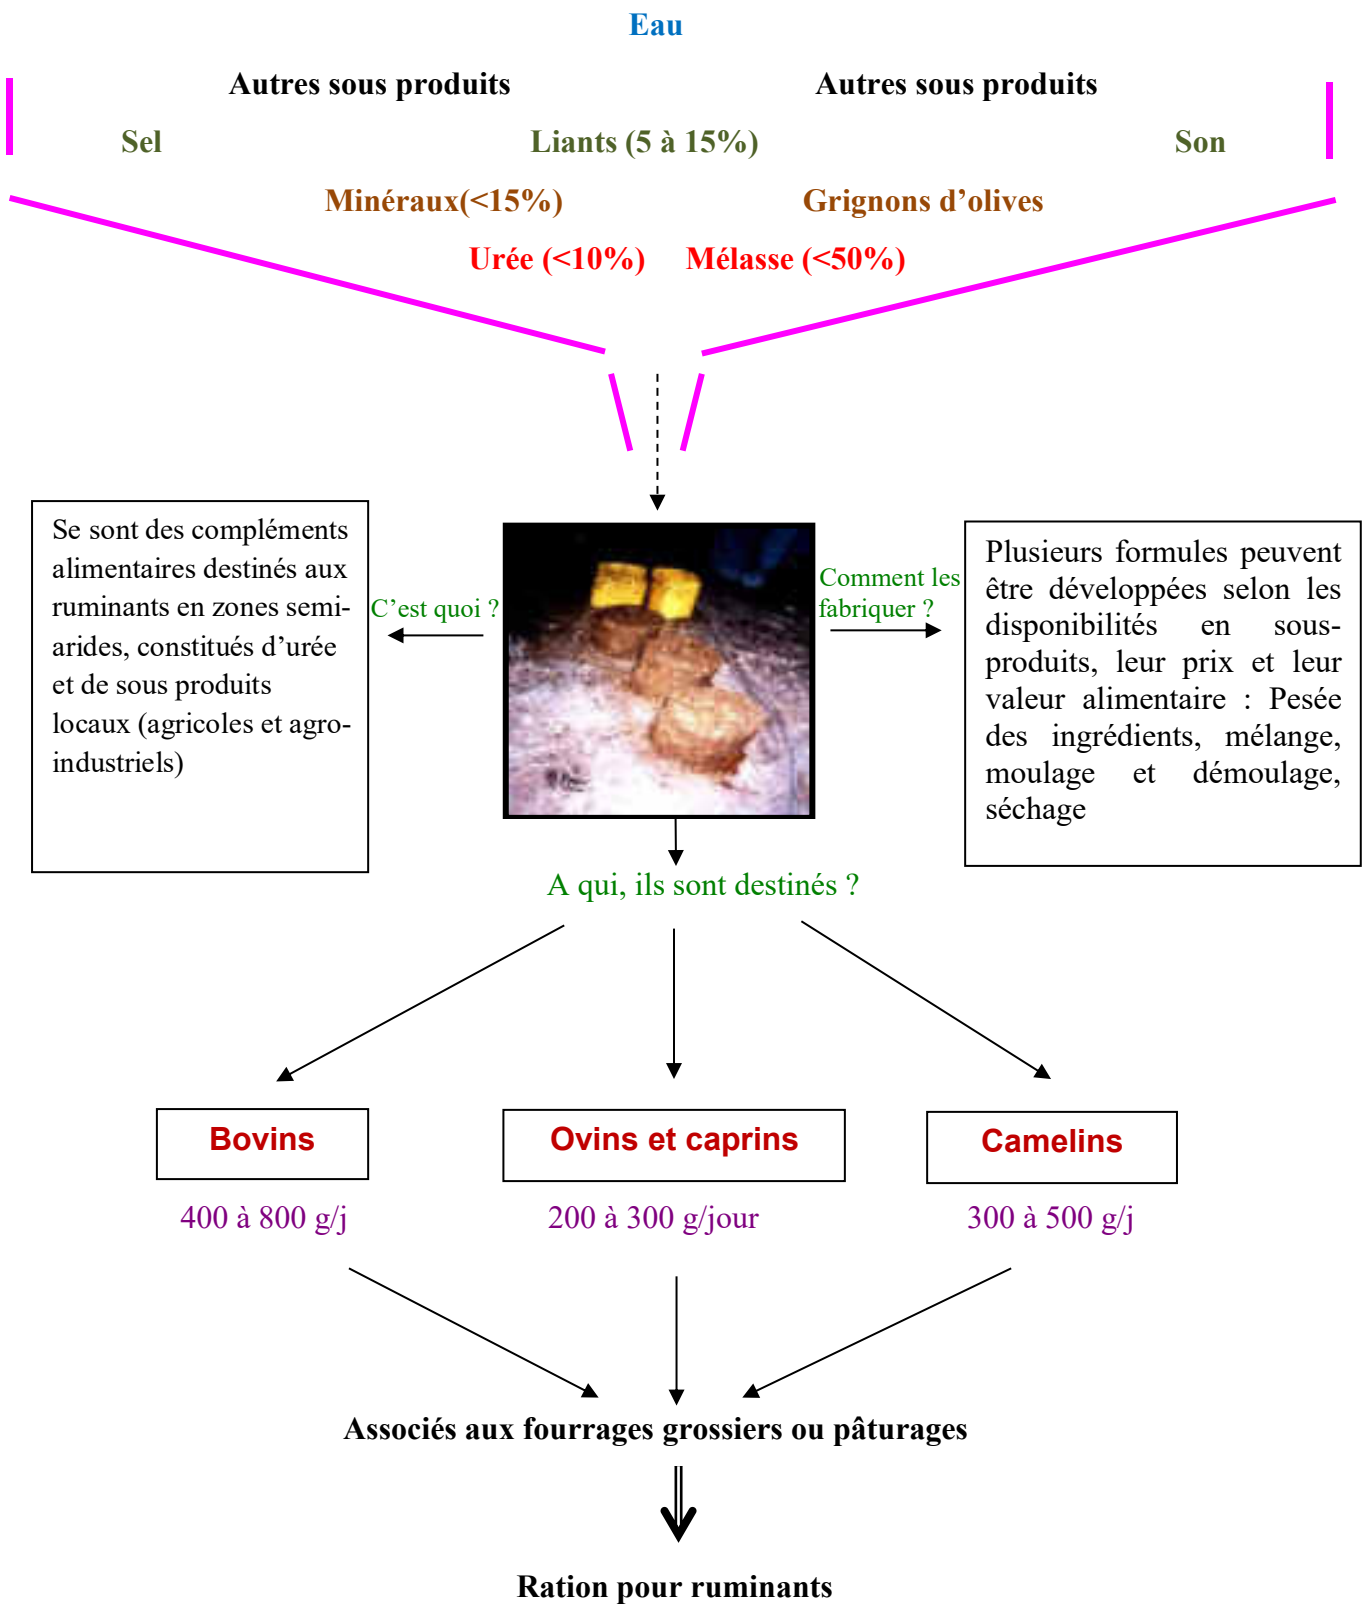 Eau
Autres sous produits Autres sous produits
Sel Liants (5 à 15%) Son
Minéraux(<15%) Grignons d'olives
Urée (<10%) Mélasse (<50%)
Se sont des compléments
alimentaires destinés aux
ruminants en zones semi-
arides, constitués d'urée
et de sous produits
locaux (agricoles et agro-
industriels)
C'est quoi ?
Comment les
fabriquer ?
Plusieurs formules peuvent
être développées selon les
disponibilités en sous-
produits, leur prix et leur
valeur alimentaire : Pesée
des ingrédients, mélange,
moulage et démoulage,
séchage
A qui, ils sont destinés ?
Bovins Ovins et caprins Camelins
400 à 800 g/j 200 à 300 g/jour 300 à 500 g/j
Associés aux fourrages grossiers ou pâturages
Ration pour ruminants